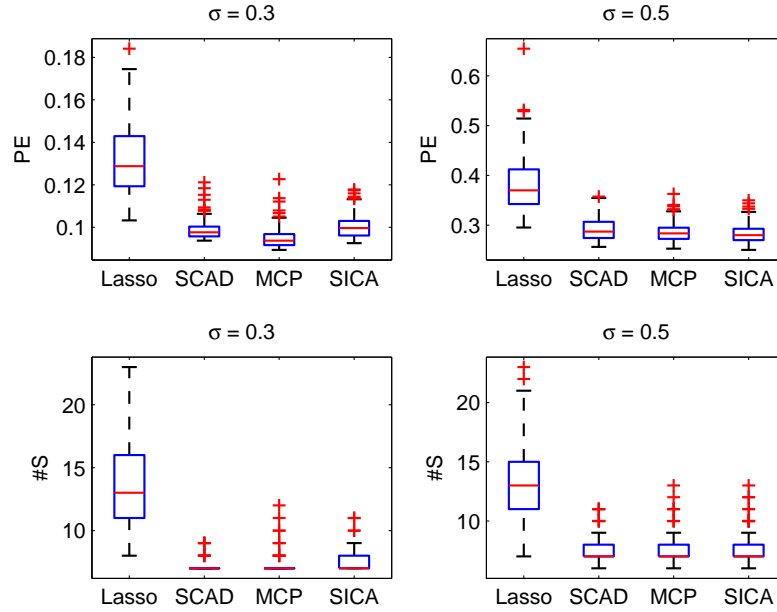 σ = 0.3
PE
0.18
0.16
0.14
0.12
0.1
Lasso SCAD MCP SICA
σ = 0.5
PE
0.6
0.5
0.4
0.3
Lasso SCAD MCP SICA
σ = 0.3
#S
20
15
10
Lasso SCAD MCP SICA
σ = 0.5
#S
20
15
10
Lasso SCAD MCP SICA